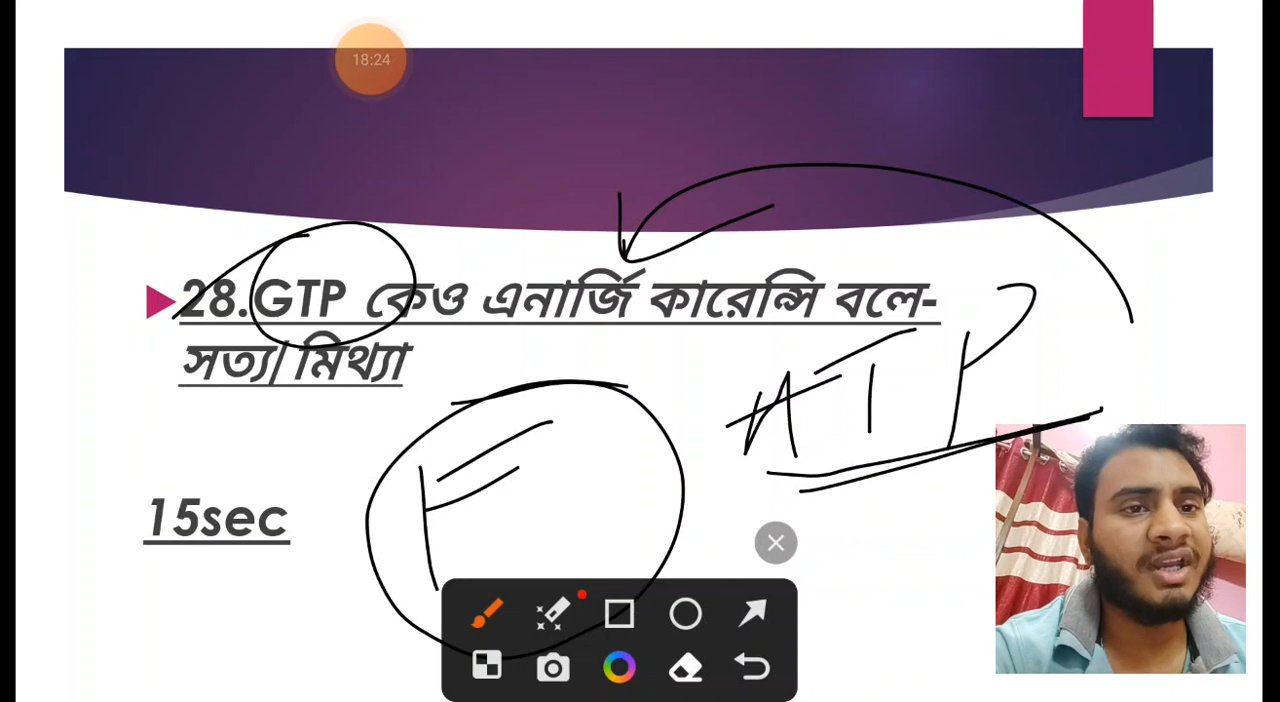 18:24
28.GTP কেও এনার্জি কারেন্সি বলে-
সত্য/ মিথ্যা
ATP
F
15sec